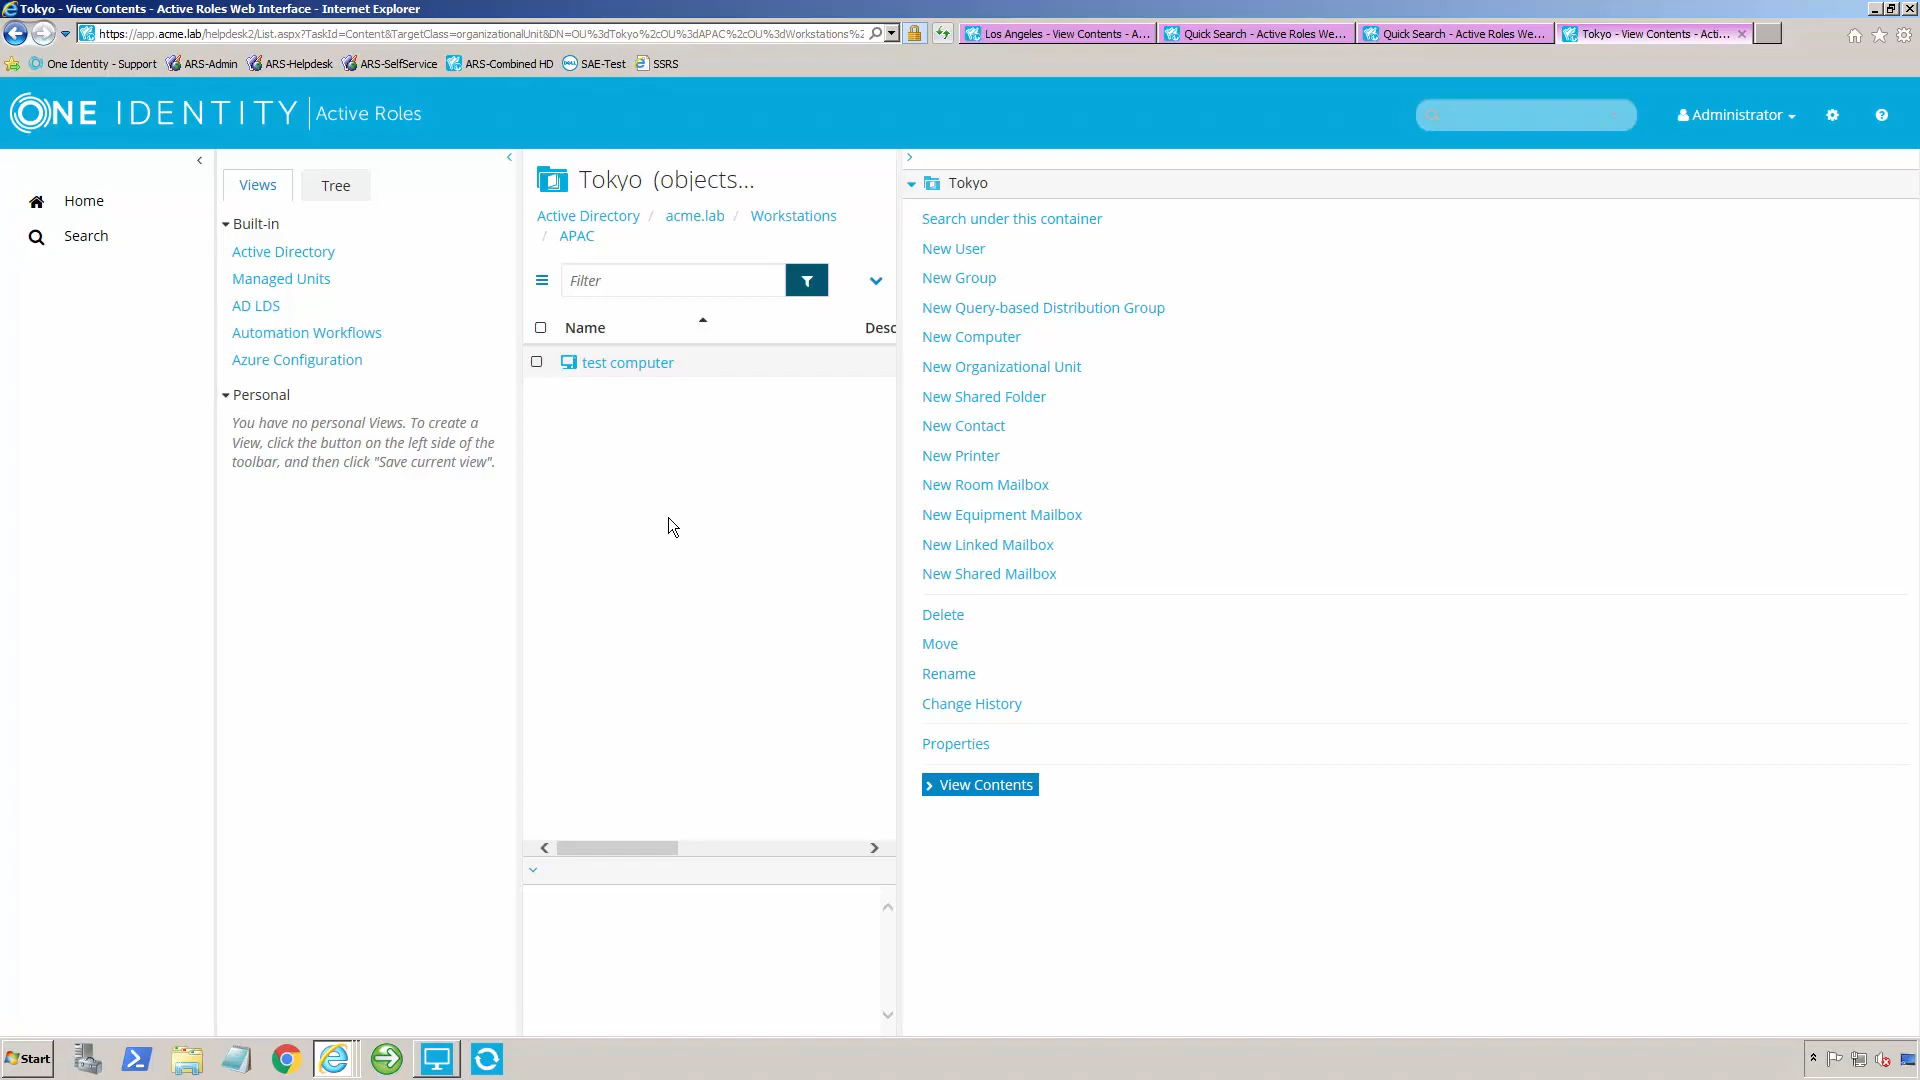 Tokyo - View Contents - Active Roles Web Interface - Internet Explorer
https://app.acme.lab/helpdesk2/List.aspx?TaskId=Content&TargetClass=organizationalUnit&DN=OU%3dTokyo%2cOU%3dAPAC%2cOU%3dWorkstations%2
Los Angeles - View Contents - A...
Quick Search - Active Roles We...
Quick Search - Active Roles We...
Tokyo - View Contents - Acti...
One Identity - Support
ARS-Admin
ARS-Helpdesk
ARS-SelfService
ARS-Combined HD
SAE-Test
SSRS
ONE IDENTITY | Active Roles
Administrator
Home
Search
Views
Tree
Built-in
Active Directory
Managed Units
AD LDS
Automation Workflows
Azure Configuration
Personal
You have no personal Views. To create a
View, click the button on the left side of the
toolbar, and then click "Save current view".
Tokyo (objects...
Active Directory / acme.lab / Workstations
/ APAC
Filter
Name
Desc
test computer
Tokyo
Search under this container
New User
New Group
New Query-based Distribution Group
New Computer
New Organizational Unit
New Shared Folder
New Contact
New Printer
New Room Mailbox
New Equipment Mailbox
New Linked Mailbox
New Shared Mailbox
Delete
Move
Rename
Change History
Properties
View Contents
Start